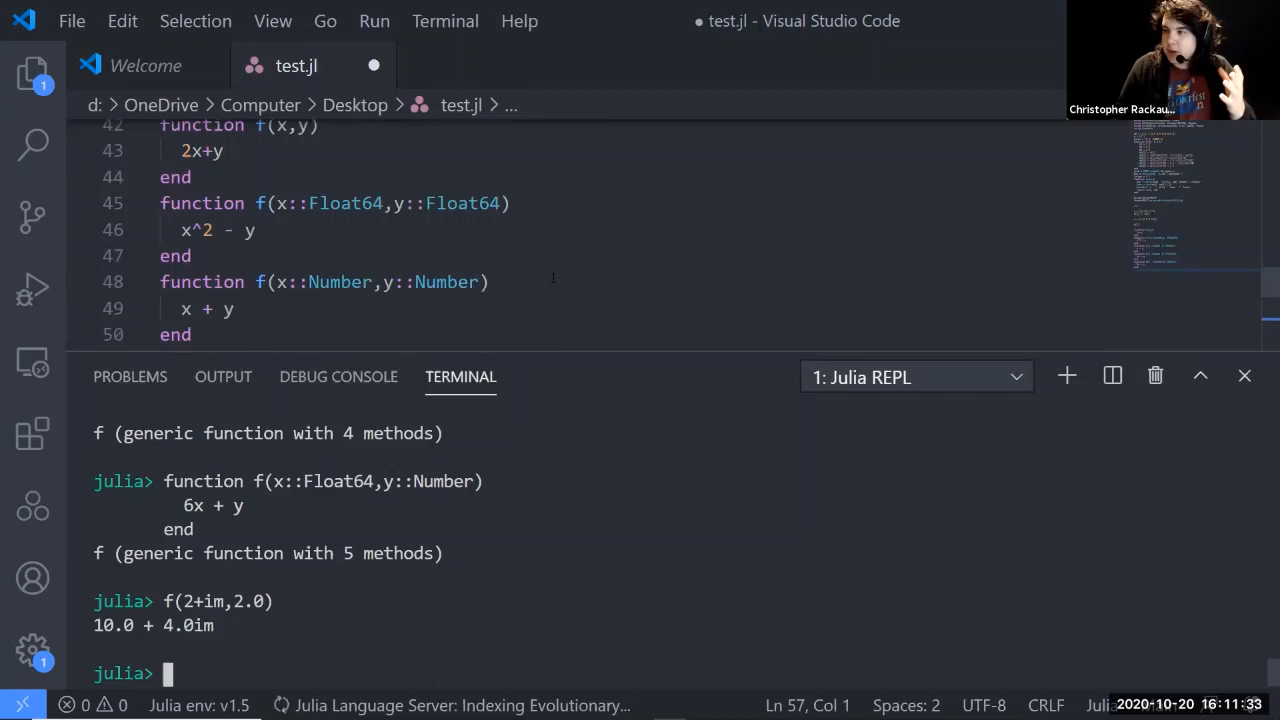 File Edit Selection View Go Run Terminal Help ● test.jl - Visual Studio Code
Welcome test.jl
Christopher Rackau...
d: > OneDrive > Computer > Desktop > test.jl > ...
42 function f(x,y)
43 2x+y
44 end
45 function f(x::Float64,y::Float64)
46 x^2 - y
47 end
48 function f(x::Number,y::Number)
49 x + y
50 end
PROBLEMS OUTPUT DEBUG CONSOLE TERMINAL 1: Julia REPL
f (generic function with 4 methods)
julia> function f(x::Float64,y::Number)
6x + y
end
f (generic function with 5 methods)
julia> f(2+im,2.0)
10.0 + 4.0im
julia>
1
1
0 0 Julia env: v1.5 Julia Language Server: Indexing Evolutionary... Ln 57, Col 1 Spaces: 2 UTF-8 CRLF 2020-10-20 16:11:33